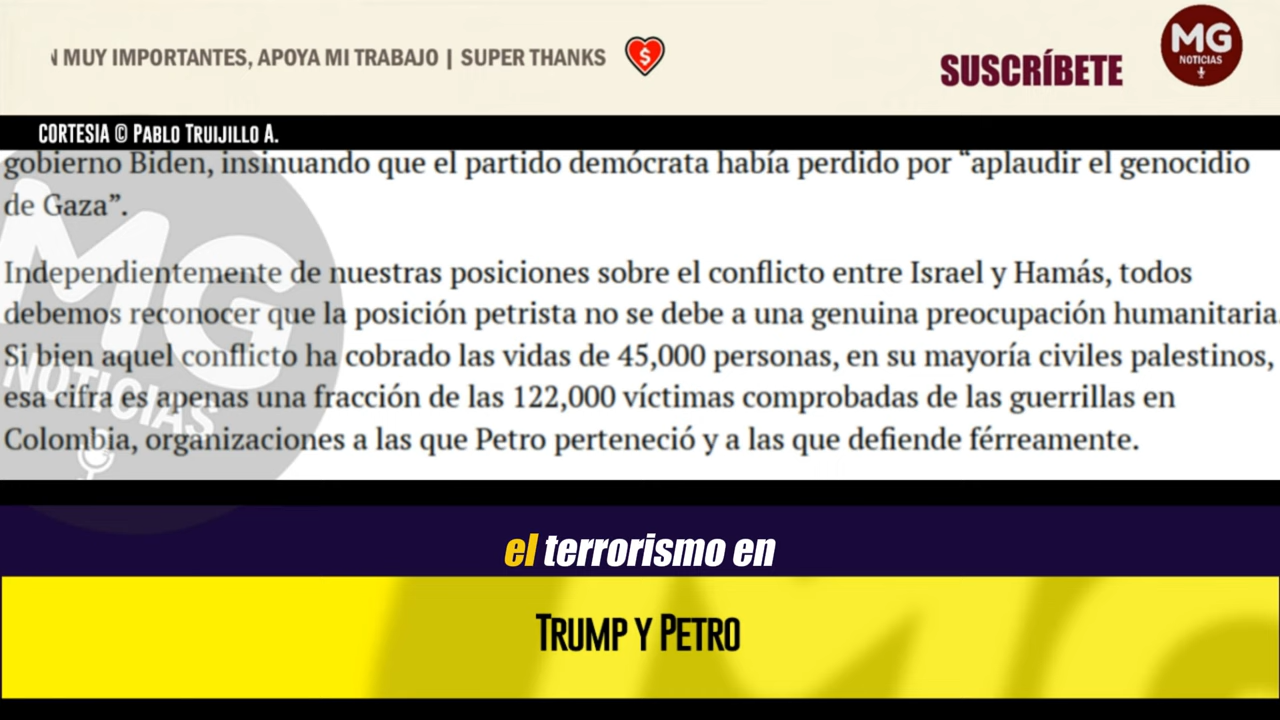 MUY IMPORTANTES, APOYA MI TRABAJO | SUPER THANKS
SUSCRÍBETE
MG
NOTICIAS
CORTESIA © PABLO TRUIJILLO A.
gobierno Biden, insinuando que el partido demócrata había perdido por “aplaudir el genocidio
de Gaza”.
Independientemente de nuestras posiciones sobre el conflicto entre Israel y Hamás, todos
debemos reconocer que la posición petrista no se debe a una genuina preocupación humanitaria.
Si bien aquel conflicto ha cobrado las vidas de 45,000 personas, en su mayoría civiles palestinos,
esa cifra es apenas una fracción de las 122,000 víctimas comprobadas de las guerrillas en
Colombia, organizaciones a las que Petro perteneció y a las que defiende férreamente.
MG
NOTICIAS
el terrorismo en
TRUMP Y PETRO